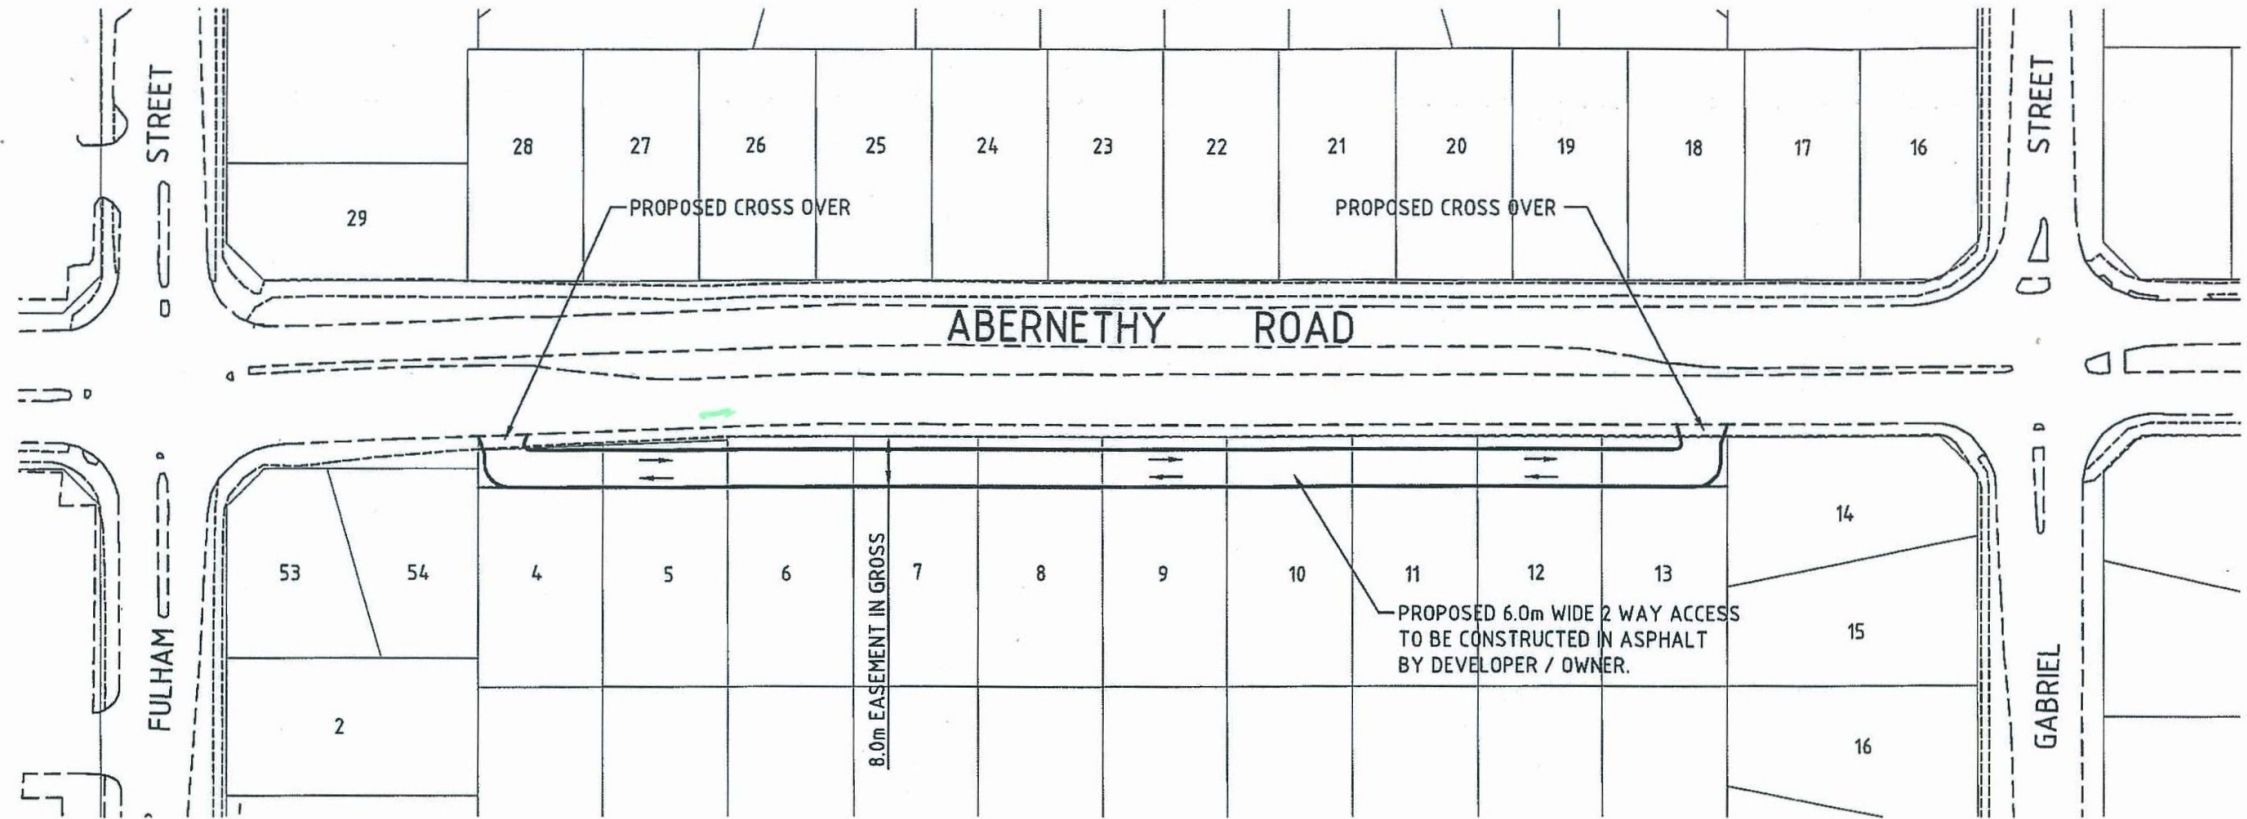 STREET
STREET
28
27
26
25
24
23
22
21
20
19
18
17
16
29
PROPOSED CROSS OVER
PROPOSED CROSS OVER
ABERNETHY ROAD
53
54
4
5
6
7
8
9
10
11
12
13
14
8.0m EASEMENT IN GROSS
PROPOSED 6.0m WIDE 2 WAY ACCESS
TO BE CONSTRUCTED IN ASPHALT
BY DEVELOPER / OWNER.
15
FULHAM
GABRIEL
2
16